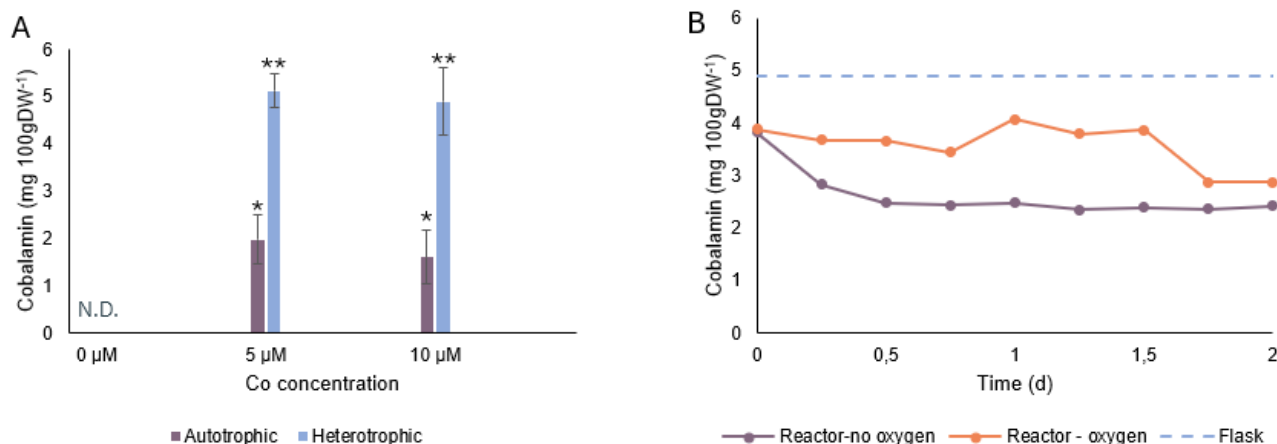 A
Cobalamin (mg 100gDW⁻¹)
6
5
4
3
2
1
0
N.D.
*
**
*
**
0 µM
5 µM
10 µM
Co concentration
Autotrophic
Heterotrophic
B
Cobalamin (mg 100gDW⁻¹)
6
5
4
3
2
1
0
0
0,5
1
1,5
2
Time (d)
Reactor-no oxygen
Reactor - oxygen
Flask